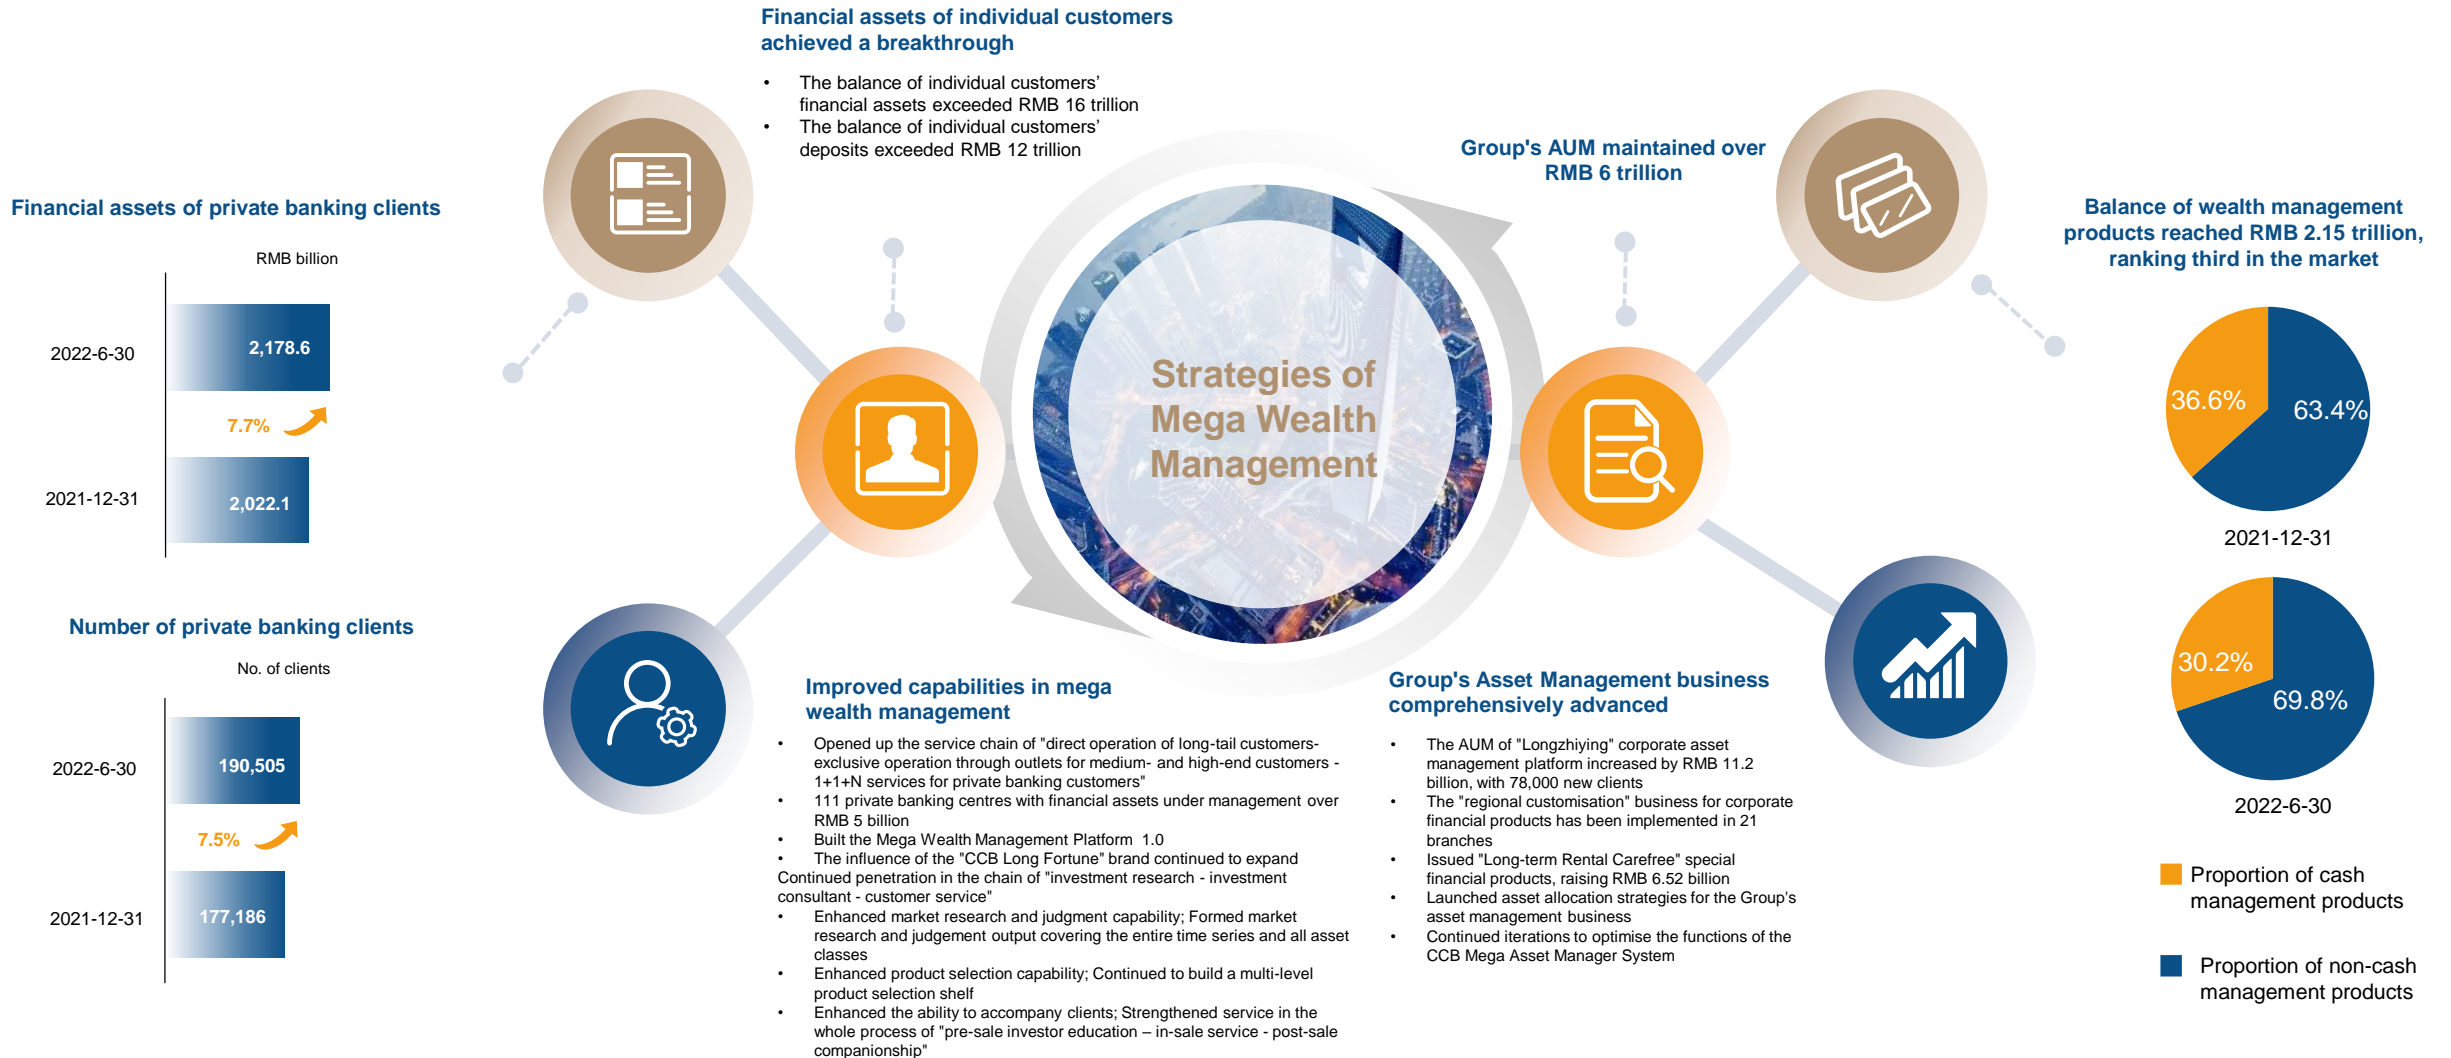 Financial assets of individual customers
achieved a breakthrough
• The balance of individual customers’
financial assets exceeded RMB 16 trillion
• The balance of individual customers’
deposits exceeded RMB 12 trillion
Financial assets of private banking clients
RMB billion
2022-6-30
2,178.6
7.7%
2021-12-31
2,022.1
Number of private banking clients
No. of clients
2022-6-30
190,505
7.5%
2021-12-31
177,186
Strategies of
Mega Wealth
Management
Improved capabilities in mega
wealth management
• Opened up the service chain of "direct operation of long-tail customers-
exclusive operation through outlets for medium- and high-end customers -
1+1+N services for private banking customers"
• 111 private banking centres with financial assets under management over
RMB 5 billion
• Built the Mega Wealth Management Platform 1.0
• The influence of the "CCB Long Fortune" brand continued to expand
Continued penetration in the chain of "investment research - investment
consultant - customer service"
• Enhanced market research and judgment capability; Formed market
research and judgement output covering the entire time series and all asset
classes
• Enhanced product selection capability; Continued to build a multi-level
product selection shelf
• Enhanced the ability to accompany clients; Strengthened service in the
whole process of "pre-sale investor education – in-sale service - post-sale
companionship"
Group's AUM maintained over
RMB 6 trillion
Group's Asset Management business
comprehensively advanced
• The AUM of "Longzhiying" corporate asset
management platform increased by RMB 11.2
billion, with 78,000 new clients
• The "regional customisation" business for corporate
financial products has been implemented in 21
branches
• Issued "Long-term Rental Carefree" special
financial products, raising RMB 6.52 billion
• Launched asset allocation strategies for the Group's
asset management business
• Continued iterations to optimise the functions of the
CCB Mega Asset Manager System
Balance of wealth management
products reached RMB 2.15 trillion,
ranking third in the market
36.6%
63.4%
2021-12-31
30.2%
69.8%
2022-6-30
Proportion of cash
management products
Proportion of non-cash
management products